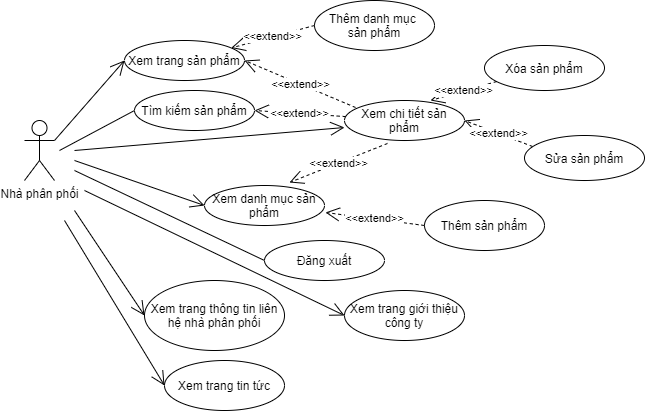 Thêm danh mục
sản phẩm
<<extend>>
Xem trang sản phẩm
Xóa sản phẩm
<<extend>>
<<extend>>
Tìm kiếm sản phẩm
<<extend>>
Xem chi tiết sản
phẩm
<<extend>>
Sửa sản phẩm
<<extend>>
Nhà phân phối
Xem danh mục sản
phẩm
<<extend>>
Thêm sản phẩm
Đăng xuất
Xem trang thông tin liên
hệ nhà phân phối
Xem trang giới thiệu
công ty
Xem trang tin tức